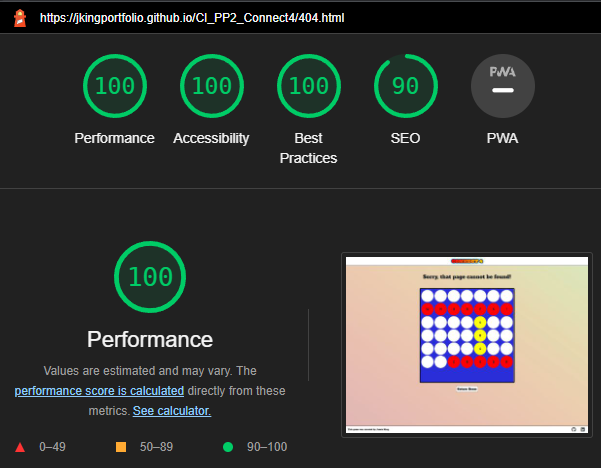 https://jkingportfolio.github.io/CI_PP2_Connect4/404.html
100 100 100 90 PWA
Performance Accessibility Best Practices SEO PWA
100
Performance
Values are estimated and may vary. The
performance score is calculated directly from these
metrics. See calculator.
0–49 50–89 90–100
Sorry, that page cannot be found!